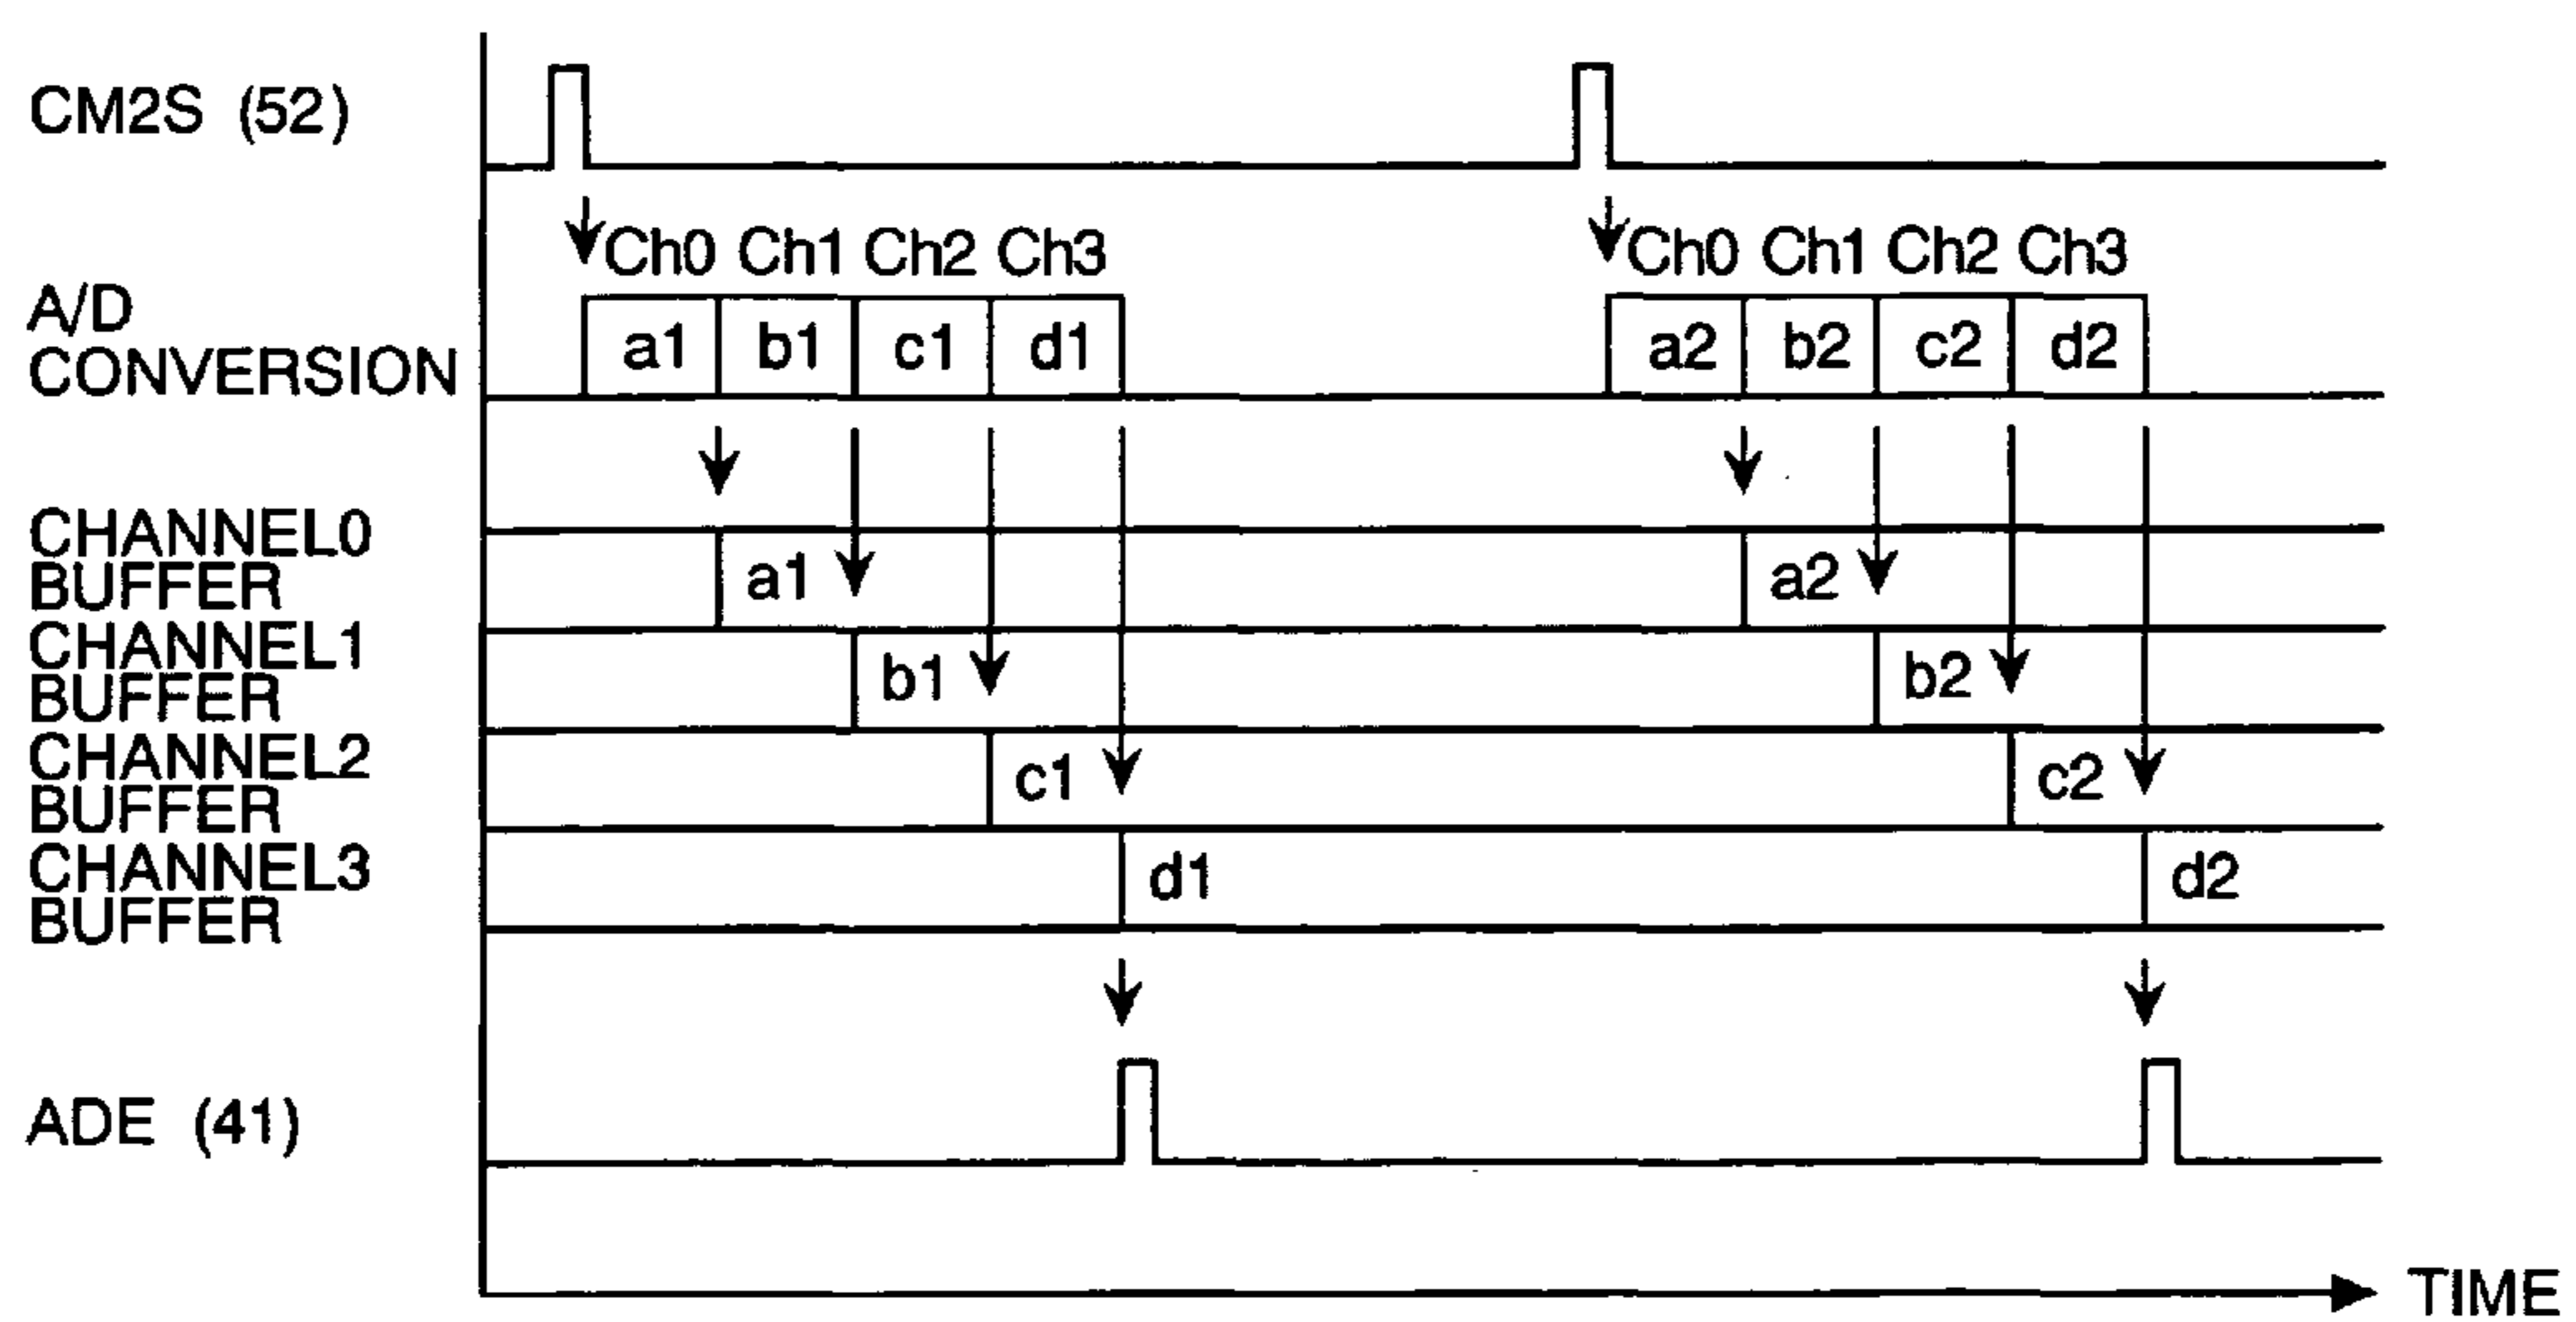 CM2S (52)
Ch0 Ch1 Ch2 Ch3 Ch0 Ch1 Ch2 Ch3
A/D
CONVERSION
a1 b1 c1 d1 a2 b2 c2 d2
CHANNEL0
BUFFER
a1 a2
CHANNEL1
BUFFER
b1 b2
CHANNEL2
BUFFER
c1 c2
CHANNEL3
BUFFER
d1 d2
ADE (41)
TIME